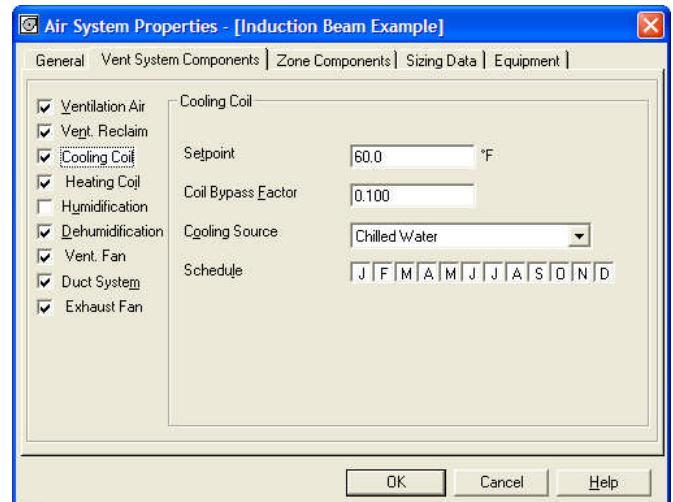 Air System Properties - [Induction Beam Example]
General Vent System Components Zone Components Sizing Data Equipment
Ventilation Air
Vent. Reclaim
Cooling Coil
Heating Coil
Humidification
Dehumidification
Vent. Fan
Duct System
Exhaust Fan
Cooling Coil
Setpoint 60.0 °F
Coil Bypass Factor 0.100
Cooling Source Chilled Water
Schedule J F M A M J J A S O N D
OK Cancel Help